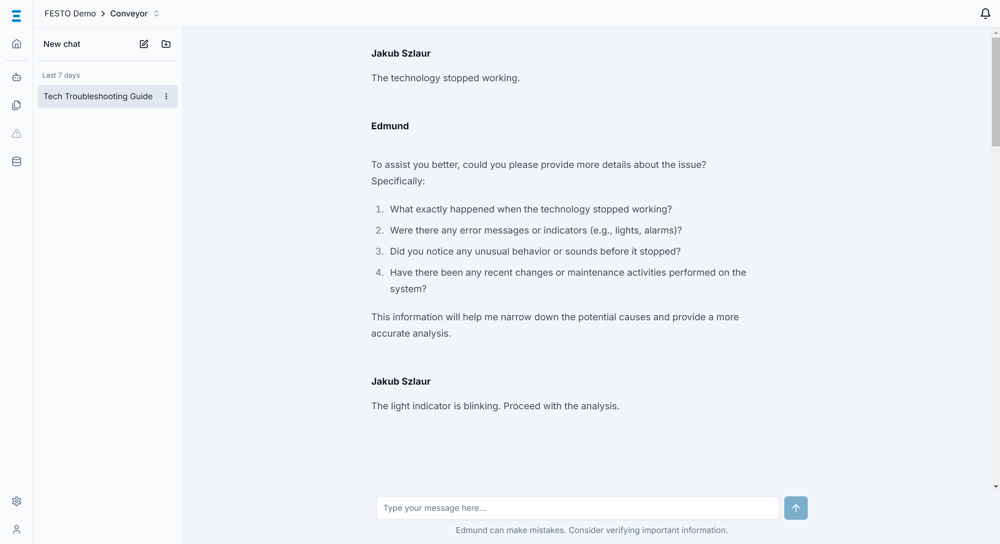 FESTO Demo > Conveyor
New chat
Last 7 days
Tech Troubleshooting Guide
Jakub Szlaur
The technology stopped working.
Edmund
To assist you better, could you please provide more details about the issue?
Specifically:
1. What exactly happened when the technology stopped working?
2. Were there any error messages or indicators (e.g., lights, alarms)?
3. Did you notice any unusual behavior or sounds before it stopped?
4. Have there been any recent changes or maintenance activities performed on the
system?
This information will help me narrow down the potential causes and provide a more
accurate analysis.
Jakub Szlaur
The light indicator is blinking. Proceed with the analysis.
Type your message here...
Edmund can make mistakes. Consider verifying important information.